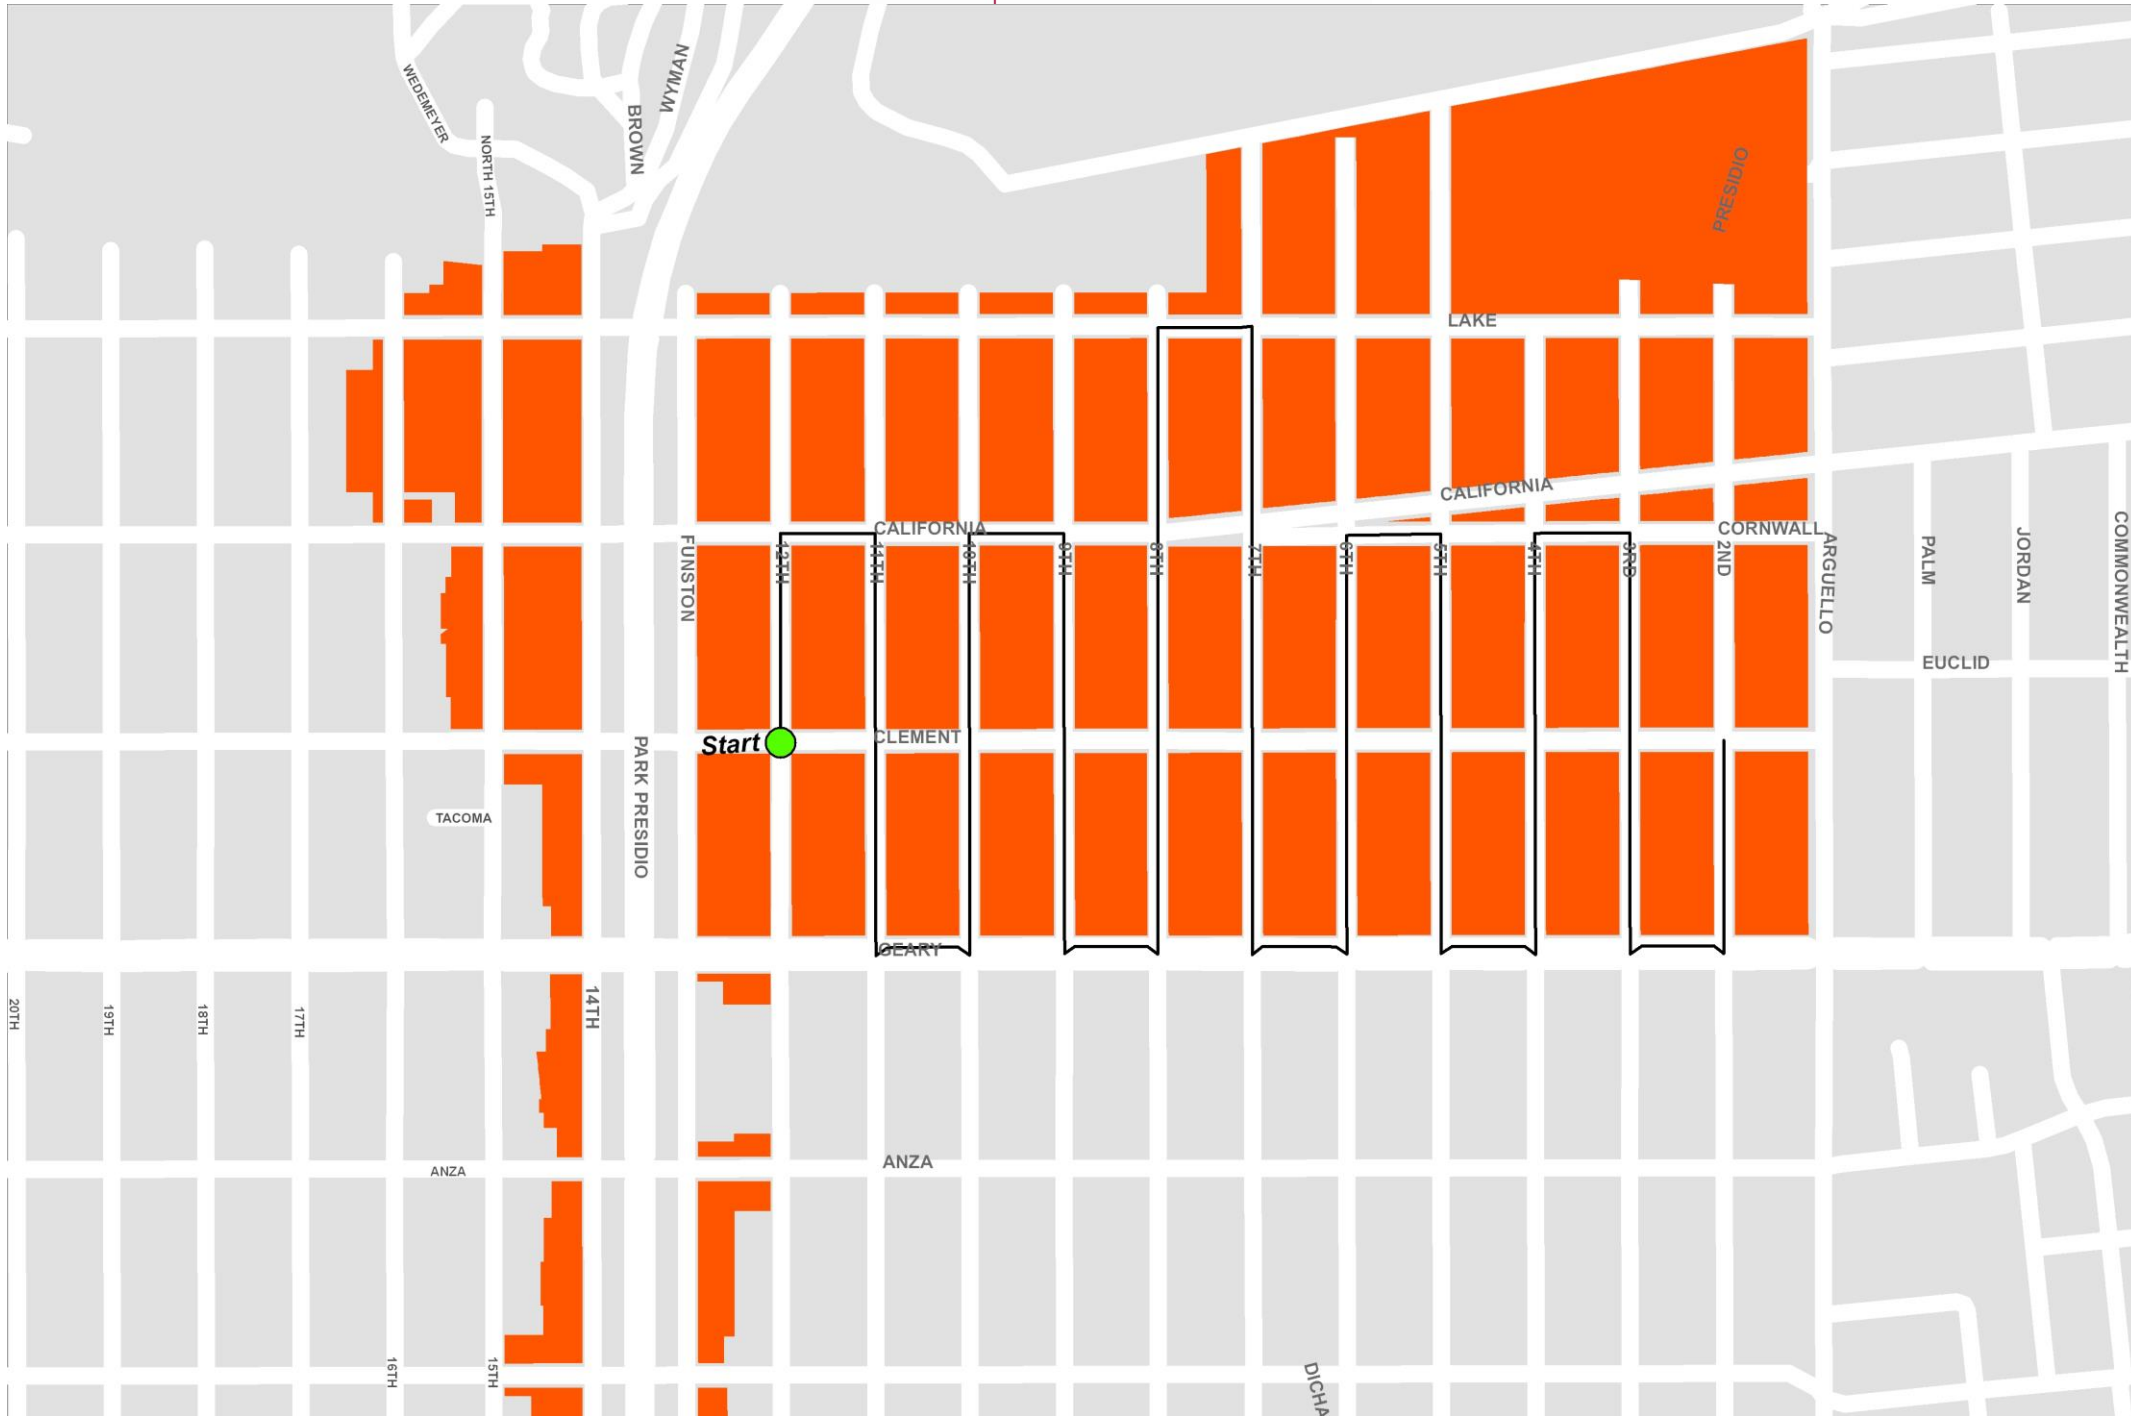 WYMAN
WEDEMEYER
BROWN
NORTH 15TH
PRESIDIO
LAKE
CALIFORNIA
CALIFORNIA
CORNWALL
FUNSTON
12TH
11TH
10TH
9TH
8TH
7TH
6TH
5TH
4TH
3RD
2ND
ARGUELLO
PALM
JORDAN
COMMONWEALTH
EUCLID
Start
CLEMENT
PARK PRESIDIO
TACOMA
GEARY
20TH
19TH
18TH
17TH
14TH
ANZA
ANZA
16TH
15TH
DICHA